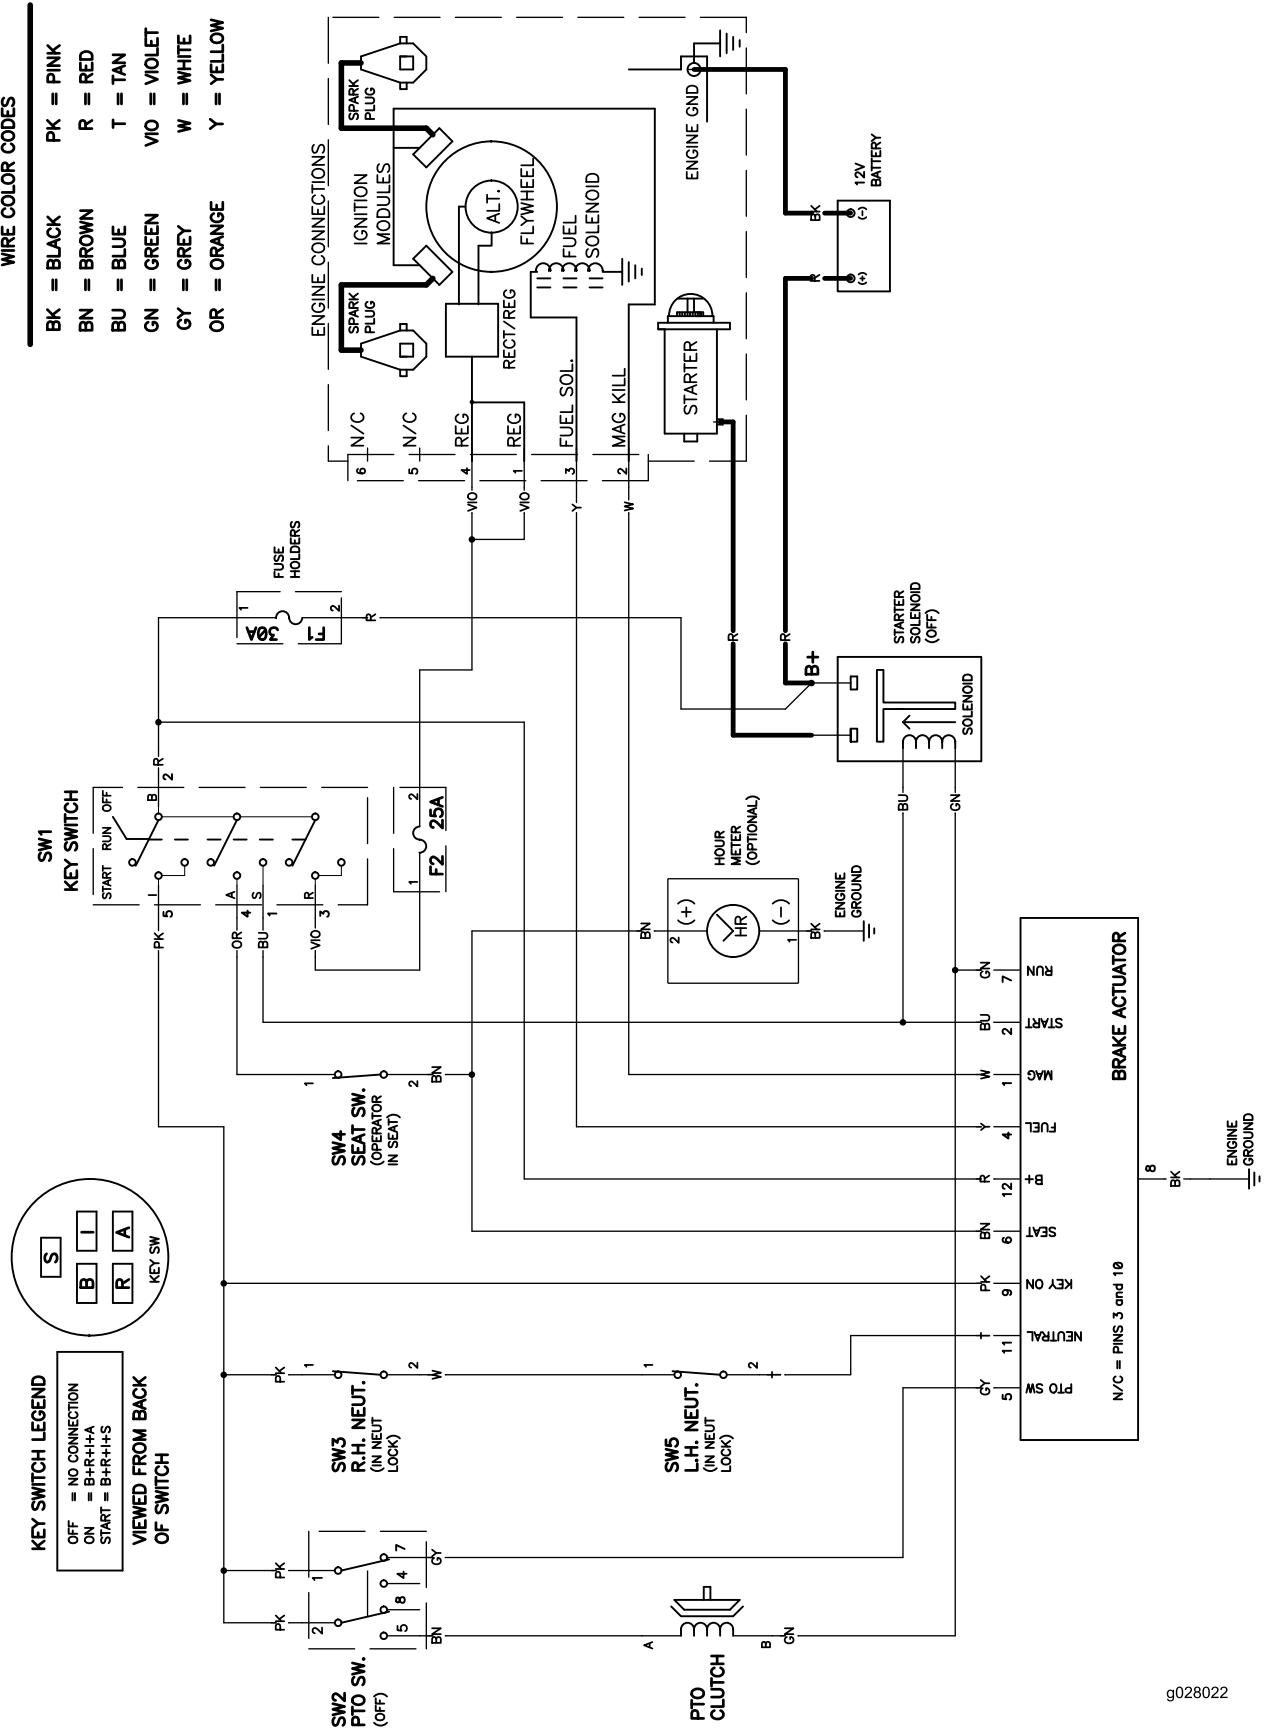 WIRE COLOR CODES
BK = BLACK
PK = PINK
BN = BROWN
R = RED
BU = BLUE
T = TAN
GN = GREEN
VIO = VIOLET
GY = GREY
W = WHITE
OR = ORANGE
Y = YELLOW
ENGINE CONNECTIONS
SPARK
PLUG
SPARK
PLUG
IGNITION
MODULES
ALT.
FLYWHEEL
RECT/REG
FUEL
SOLENOID
ENGINE GND
STARTER
N/C
N/C
REG
REG
FUEL SOL.
MAG KILL
6
5
4
1
3
2
VIO
VIO
Y
W
12V
BATTERY
BK
(-)
R
(+)
FUSE
HOLDERS
1
2
30A
F1
R
R
R
B+
STARTER
SOLENOID
(OFF)
SOLENOID
BU
GN
SW1
KEY SWITCH
START RUN OFF
B
2
R
I
A
S
R
5
4
1
3
PK
OR
BU
VIO
2
25A
F2
1
HOUR
METER
(OPTIONAL)
BN
2
(+)
HR
(-)
1
BK
ENGINE
GROUND
SW4
SEAT SW.
(OPERATOR
IN SEAT)
1
2
BN
S
B
I
R
A
KEY SW
KEY SWITCH LEGEND
OFF = NO CONNECTION
ON = B+R+I+A
START = B+R+I+S
VIEWED FROM BACK
OF SWITCH
PK
1
2
W
SW3
R.H. NEUT.
(IN NEUT
LOCK)
1
2
T
SW5
L.H. NEUT.
(IN NEUT
LOCK)
PK
PK
1
2
7
4
8
5
GY
BN
SW2
PTO SW.
(OFF)
A
B
GN
PTO
CLUTCH
BRAKE ACTUATOR
GN
7
RUN
BU
2
START
W
1
MAG
Y
4
FUEL
R
12
B+
BN
6
SEAT
PK
9
KEY ON
T
11
NEUTRAL
GY
5
PTO SW
N/C = PINS 3 and 10
8
BK
ENGINE
GROUND
g028022